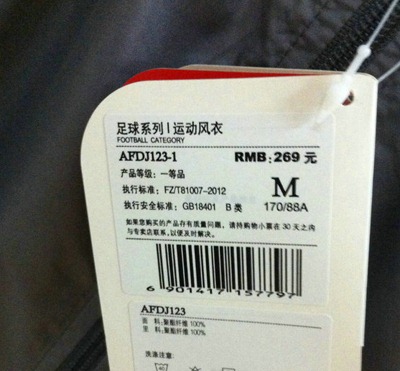 足球系列 | 运动风衣
FOOTBALL CATEGORY
AFDJ123-1 RMB: 269 元
产品等级: 一等品
执行标准: FZ/T81007-2012 M
执行安全标准: GB18401 B 类 170/88A
如果您购买的产品存有质量问题, 请持购物小票在 30 天之内
与专卖店联系, 以便及时解决。
6 901417 157797
AFDJ123
面 料: 聚酯纤维 100%
里 料: 聚酯纤维 100%
洗涤注意:
40